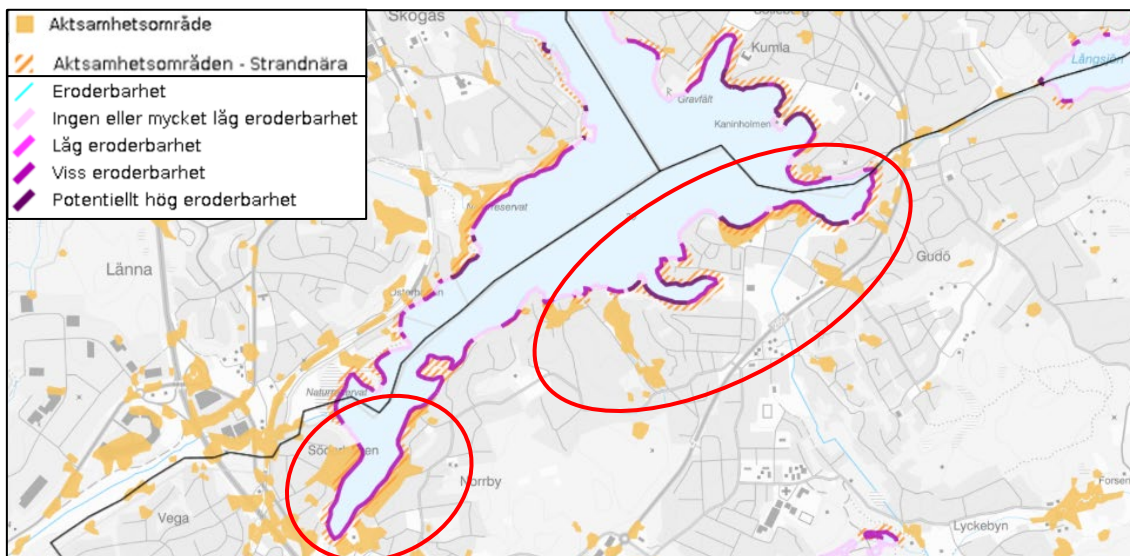 Aktsamhetsområde
Aktsamhetsområden - Strandnära
Eroderbarhet
Ingen eller mycket låg eroderbarhet
Låg eroderbarhet
Viss eroderbarhet
Potentiellt hög eroderbarhet
Skogås
Kumla
Långsjön
Gravfält
Kaninholmen
Länna
Gudö
Norrby
Vega
Lyckebyn
Forsen